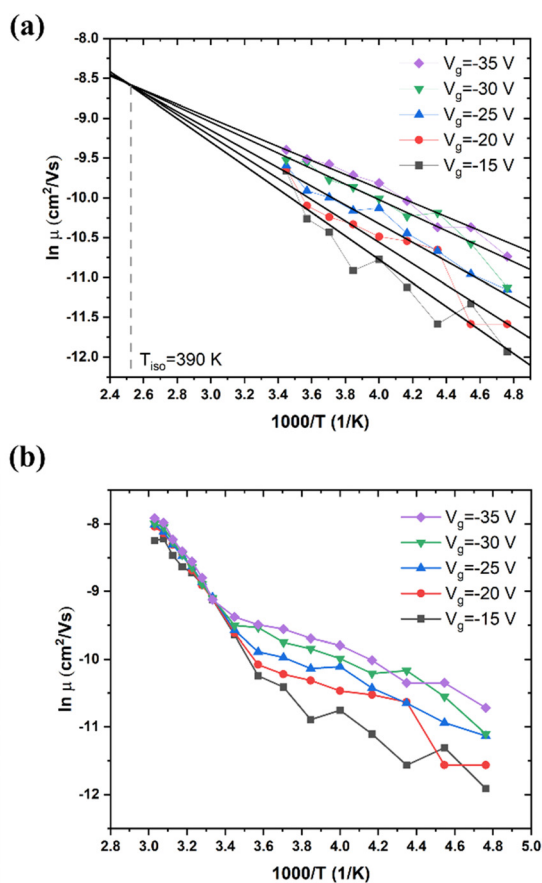 (a)
-8.0
-8.5
-9.0
-9.5
-10.0
-10.5
-11.0
-11.5
-12.0
ln μ (cm²/Vs)
Vg=-35 V
Vg=-30 V
Vg=-25 V
Vg=-20 V
Vg=-15 V
Tiso=390 K
2.4 2.6 2.8 3.0 3.2 3.4 3.6 3.8 4.0 4.2 4.4 4.6 4.8
1000/T (1/K)
(b)
-8
-9
-10
-11
-12
ln μ (cm²/Vs)
Vg=-35 V
Vg=-30 V
Vg=-25 V
Vg=-20 V
Vg=-15 V
2.8 3.0 3.2 3.4 3.6 3.8 4.0 4.2 4.4 4.6 4.8 5.0
1000/T (1/K)